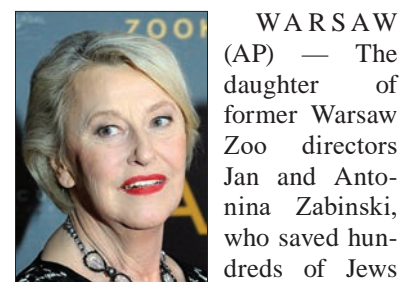 ZOOK
WARSAW
(AP) — The
daughter of
former Warsaw
Zoo directors
Jan and Anto-
nina Zabinski,
who saved hun-
dreds of Jews